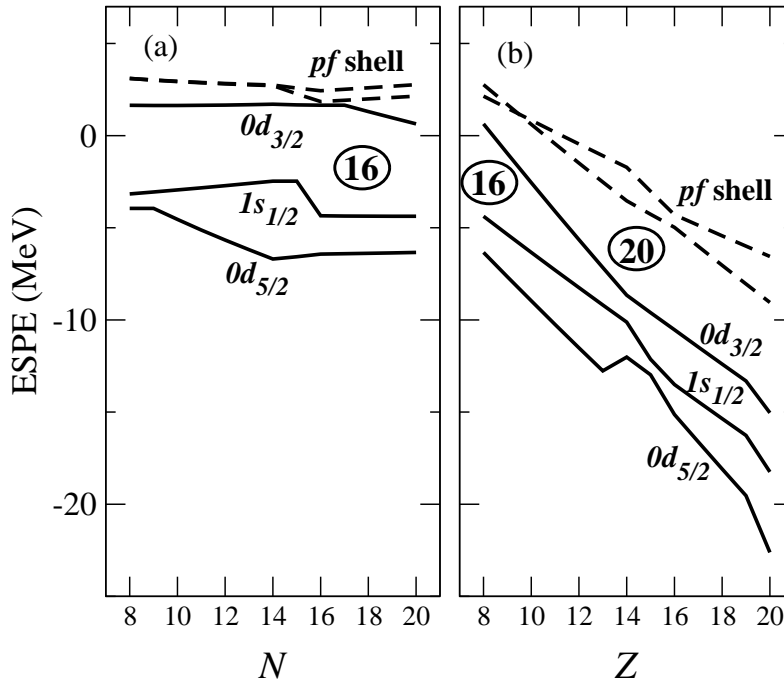 (a)
pf shell
0d3/2
16
1s1/2
0d5/2
(b)
16
pf shell
20
0d3/2
1s1/2
0d5/2
0
-10
-20
ESPE (MeV)
8 10 12 14 16 18 20
8 10 12 14 16 18 20
N
Z